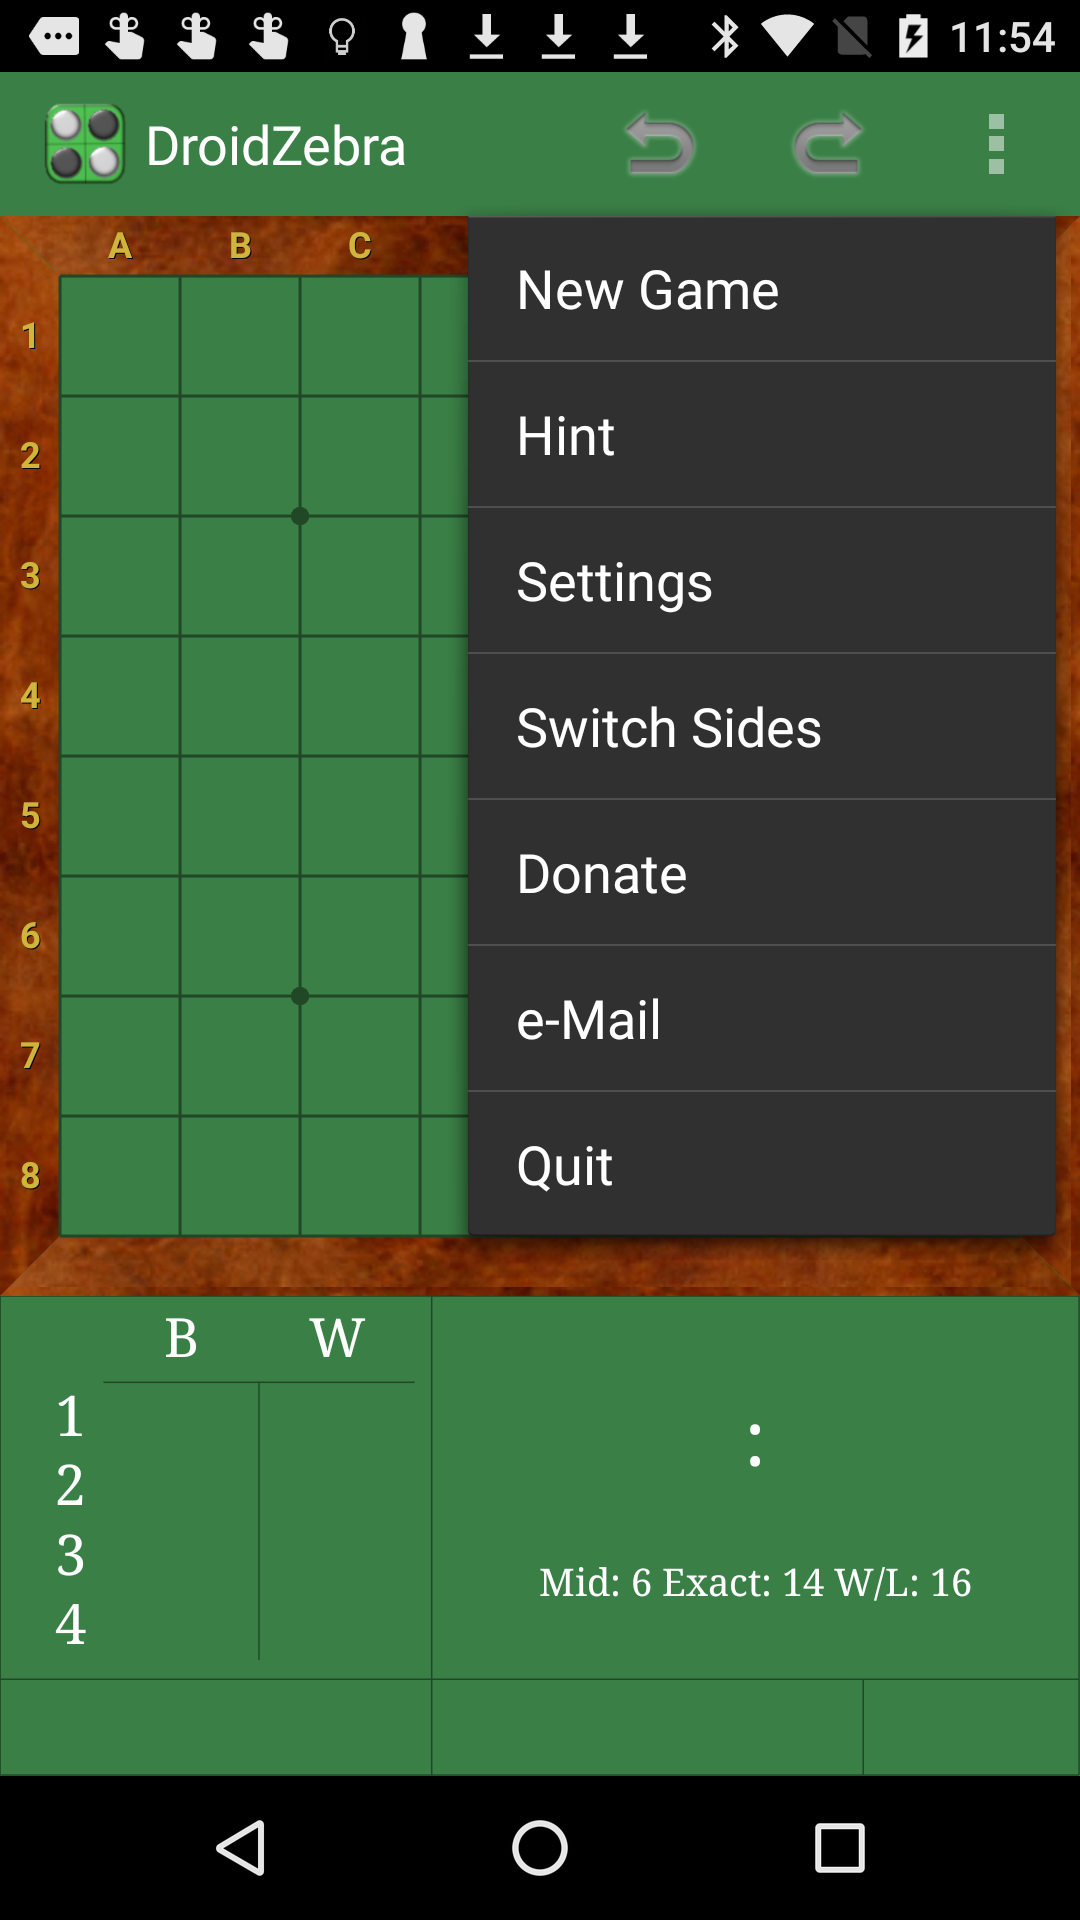 11:54
DroidZebra
A B C
New Game
Hint
Settings
Switch Sides
Donate
e-Mail
Quit
1
2
3
4
5
6
7
8
B W
1
2
3
4
:
Mid: 6 Exact: 14 W/L: 16